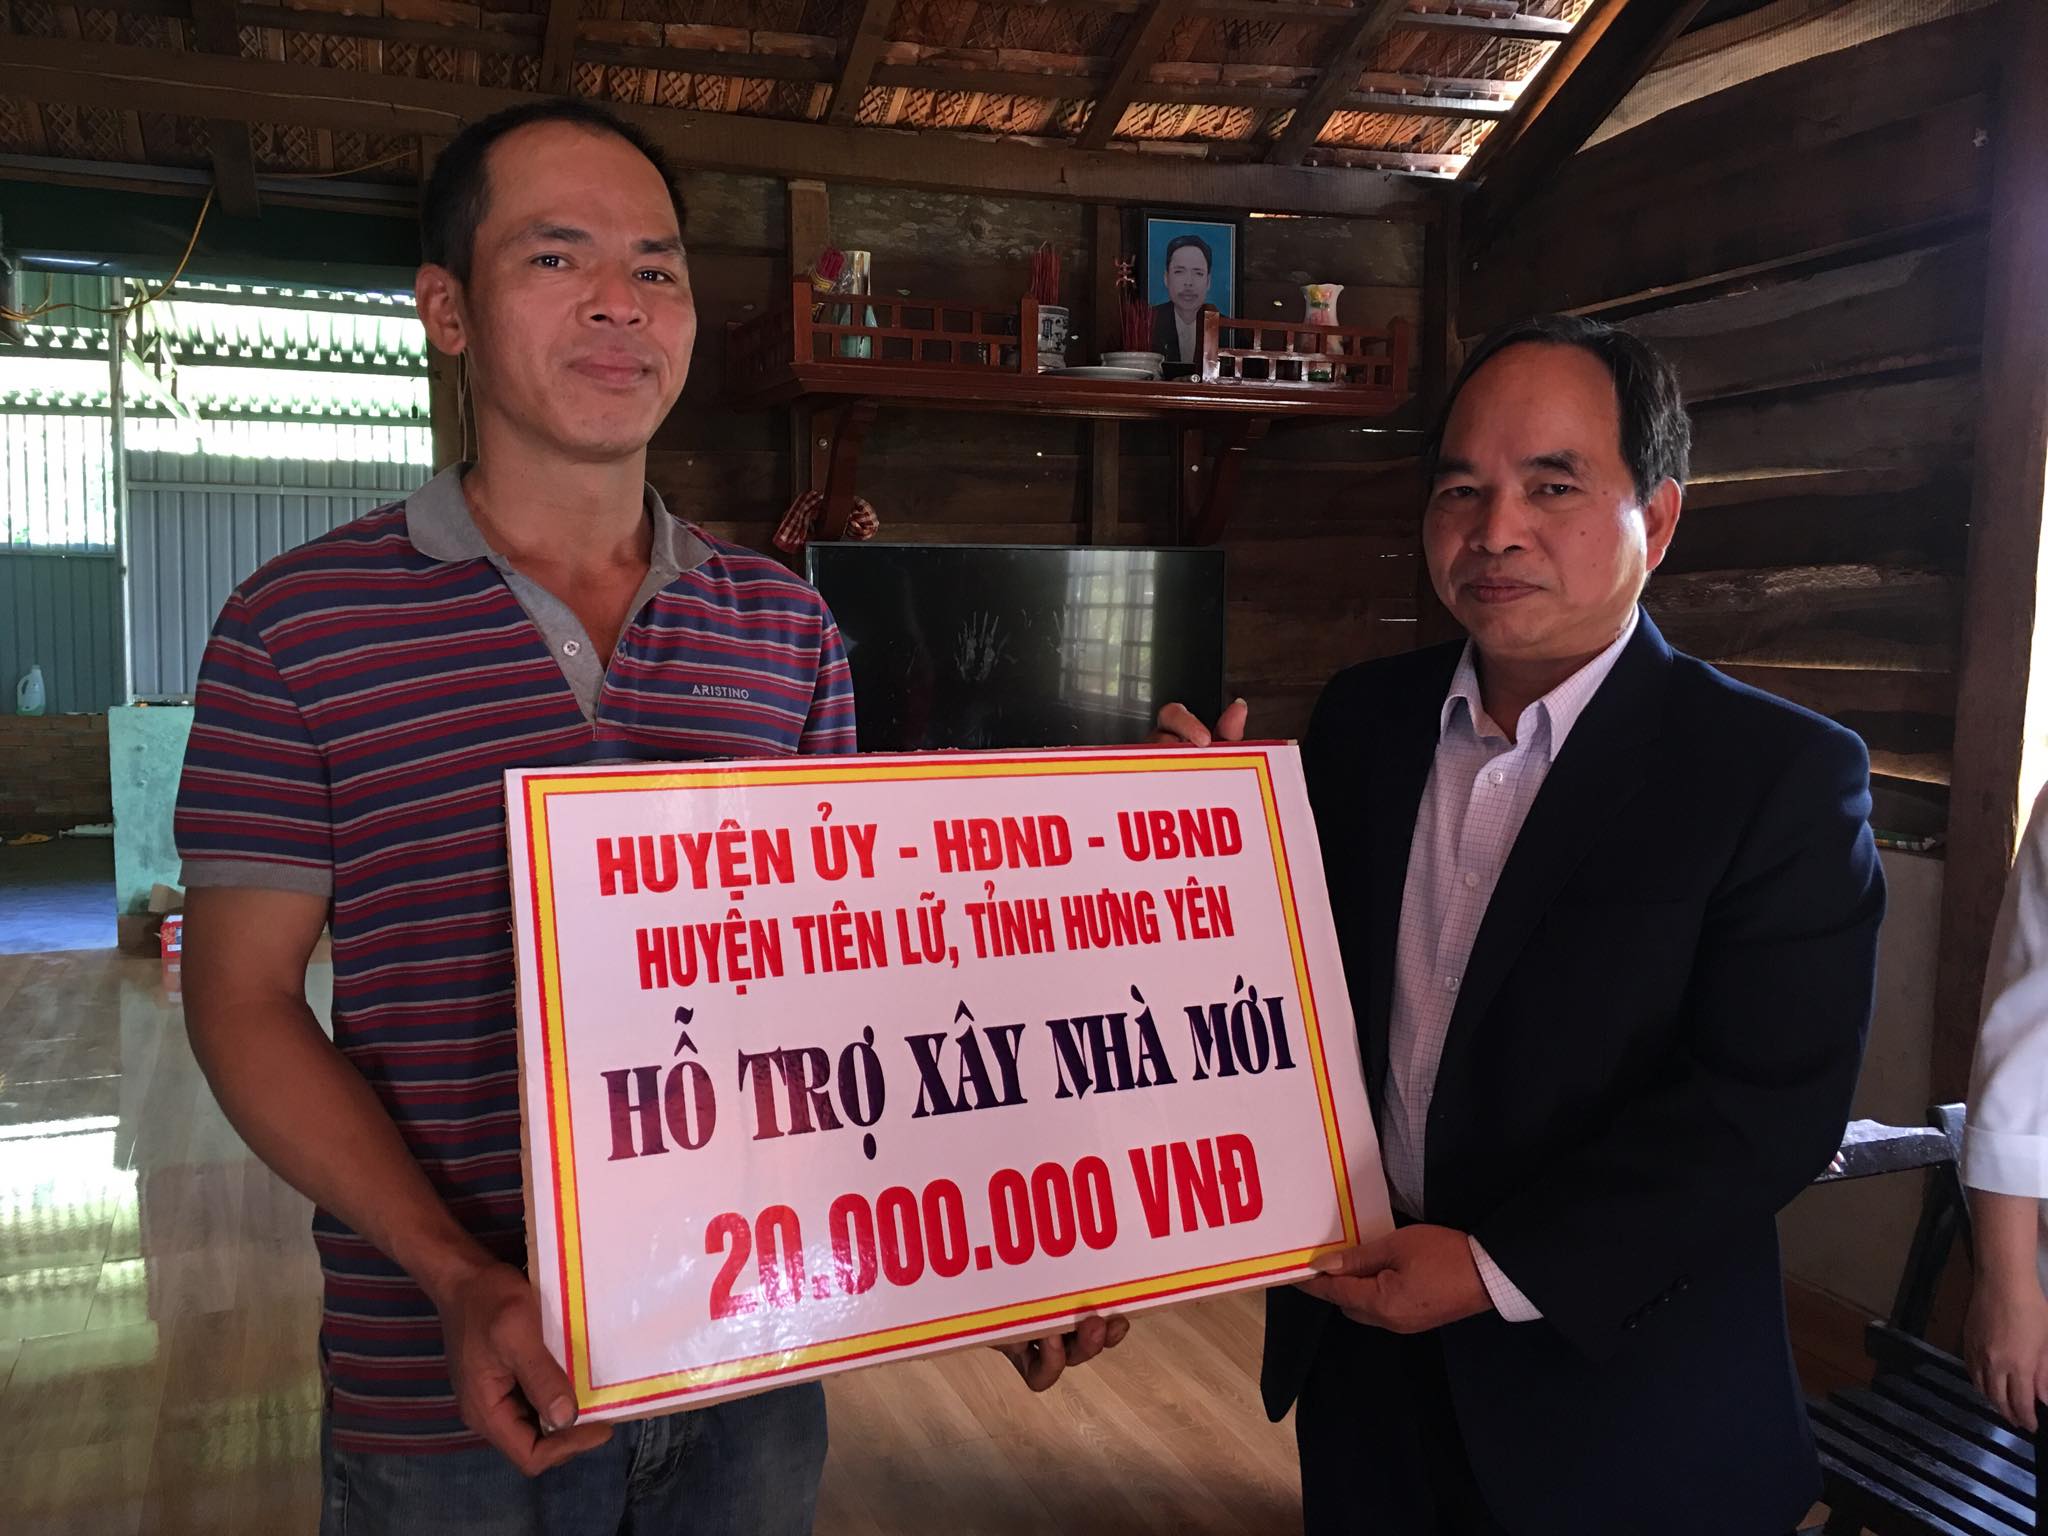 ARISTINO
HUYỆN ỦY - HĐND - UBND
HUYỆN TIÊN LỮ, TỈNH HƯNG YÊN
HỖ TRỢ XÂY NHÀ MỚI
20.000.000 VNĐ